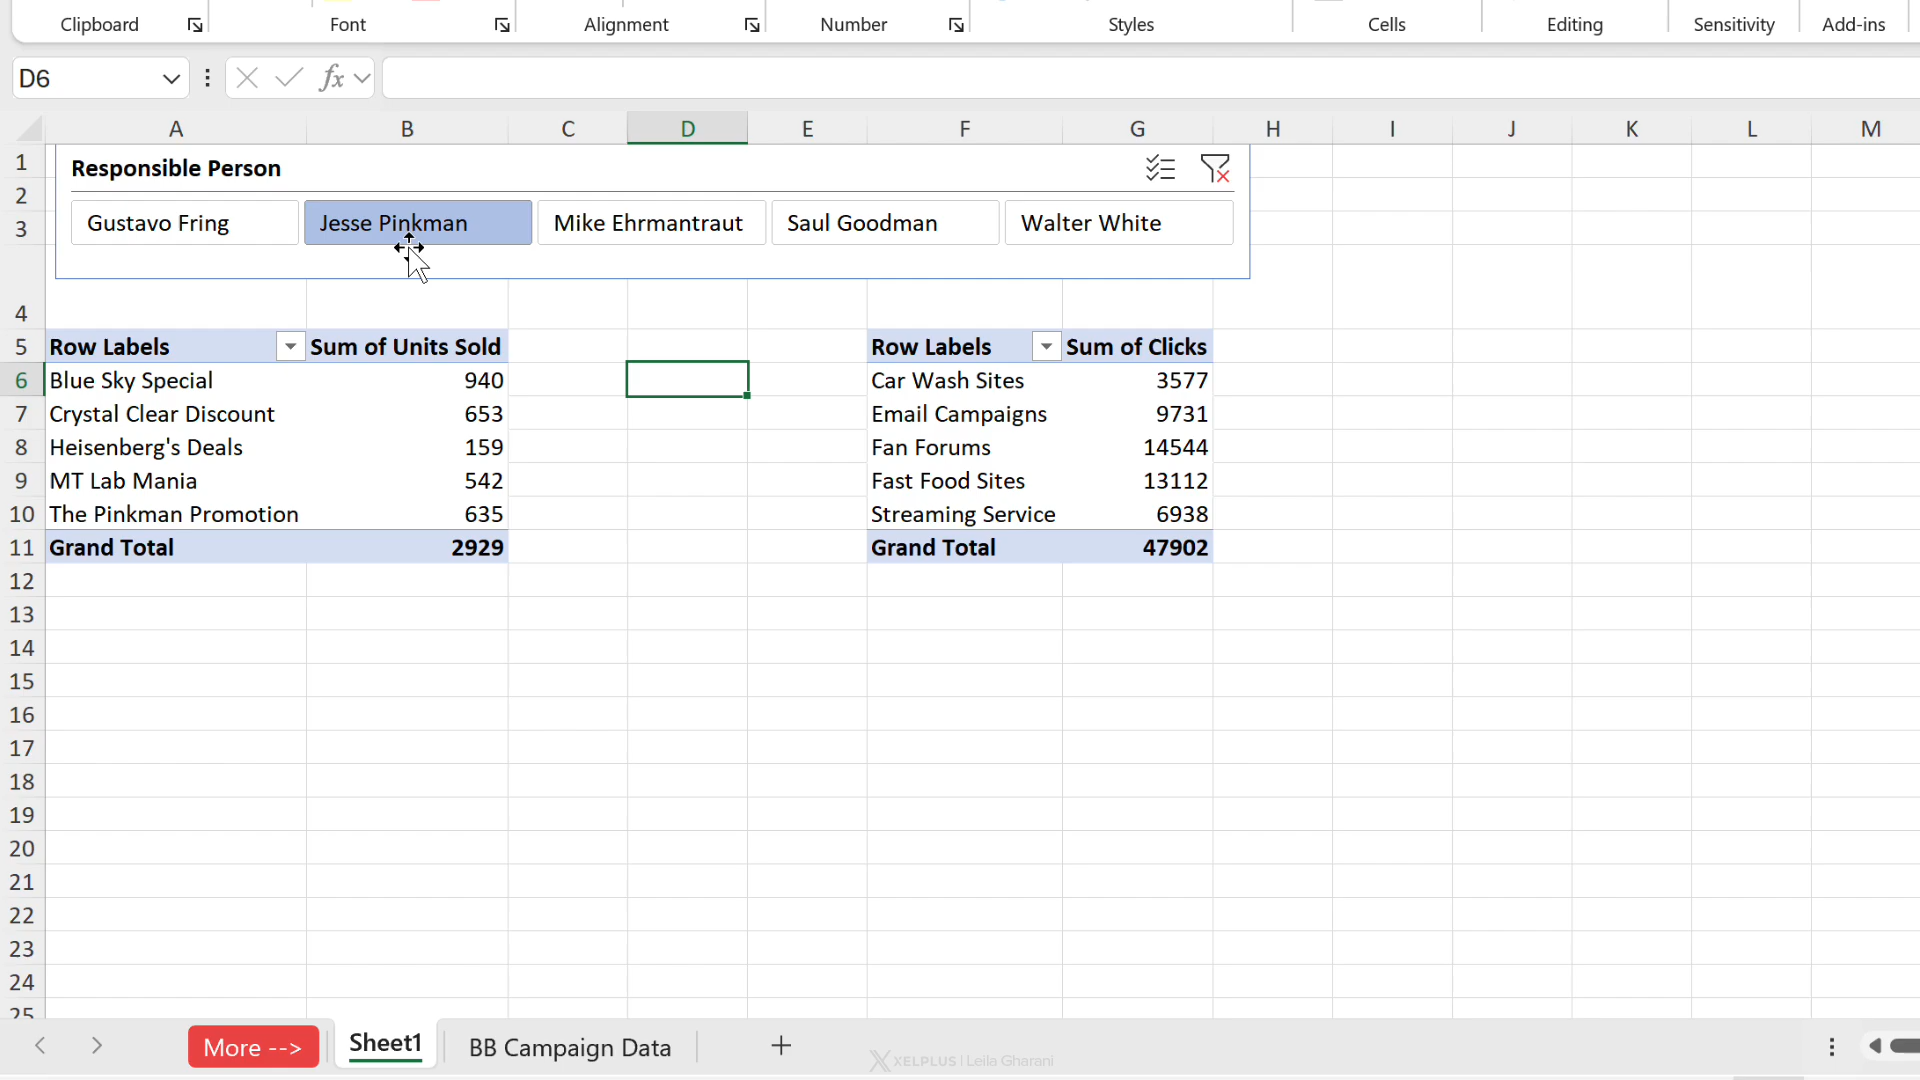 Clipboard Font Alignment Number Styles Cells Editing Sensitivity Add-ins
D6 fx
A B C D E F G H I J K L M
1 Responsible Person
2
3 Gustavo Fring Jesse Pinkman Mike Ehrmantraut Saul Goodman Walter White
4
5 Row Labels Sum of Units Sold Row Labels Sum of Clicks
6 Blue Sky Special 940 Car Wash Sites 3577
7 Crystal Clear Discount 653 Email Campaigns 9731
8 Heisenberg's Deals 159 Fan Forums 14544
9 MT Lab Mania 542 Fast Food Sites 13112
10 The Pinkman Promotion 635 Streaming Service 6938
11 Grand Total 2929 Grand Total 47902
12
13
14
15
16
17
18
19
20
21
22
23
24
25
More --> Sheet1 BB Campaign Data
XELPLUS | Leila Gharani